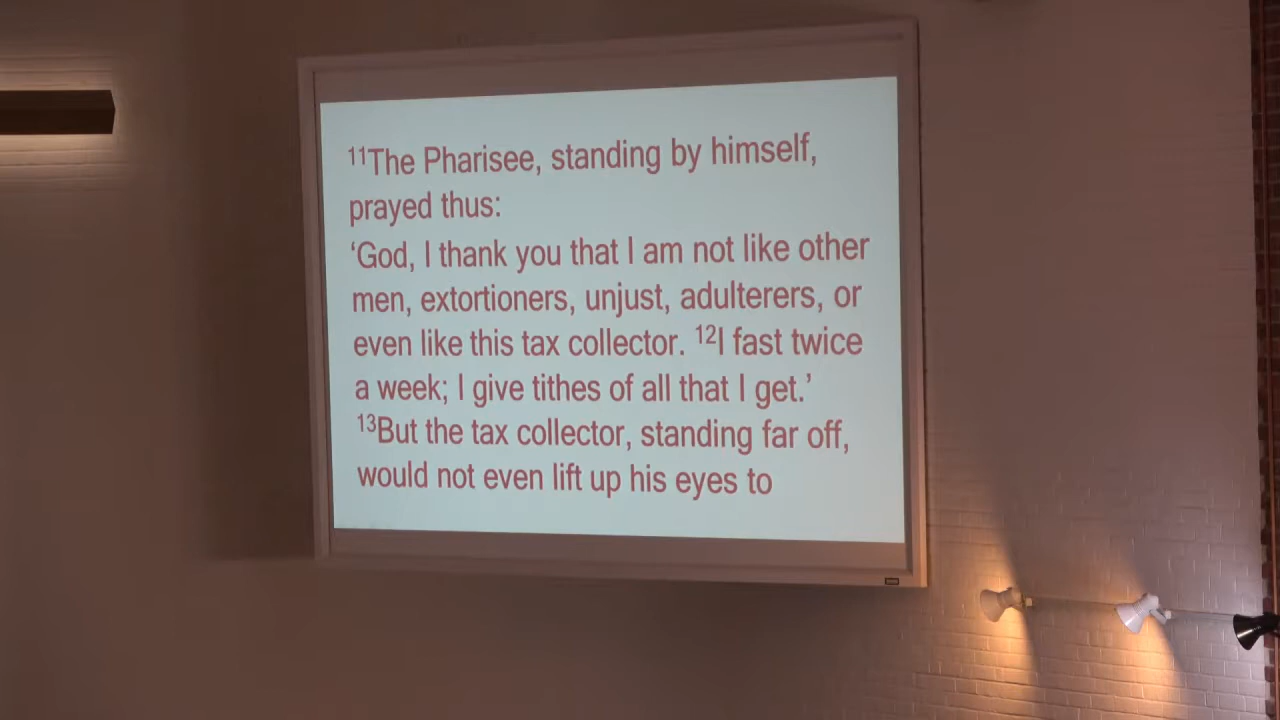 ¹¹The Pharisee, standing by himself,
prayed thus:
‘God, I thank you that I am not like other
men, extortioners, unjust, adulterers, or
even like this tax collector. ¹²I fast twice
a week; I give tithes of all that I get.’
¹³But the tax collector, standing far off,
would not even lift up his eyes to